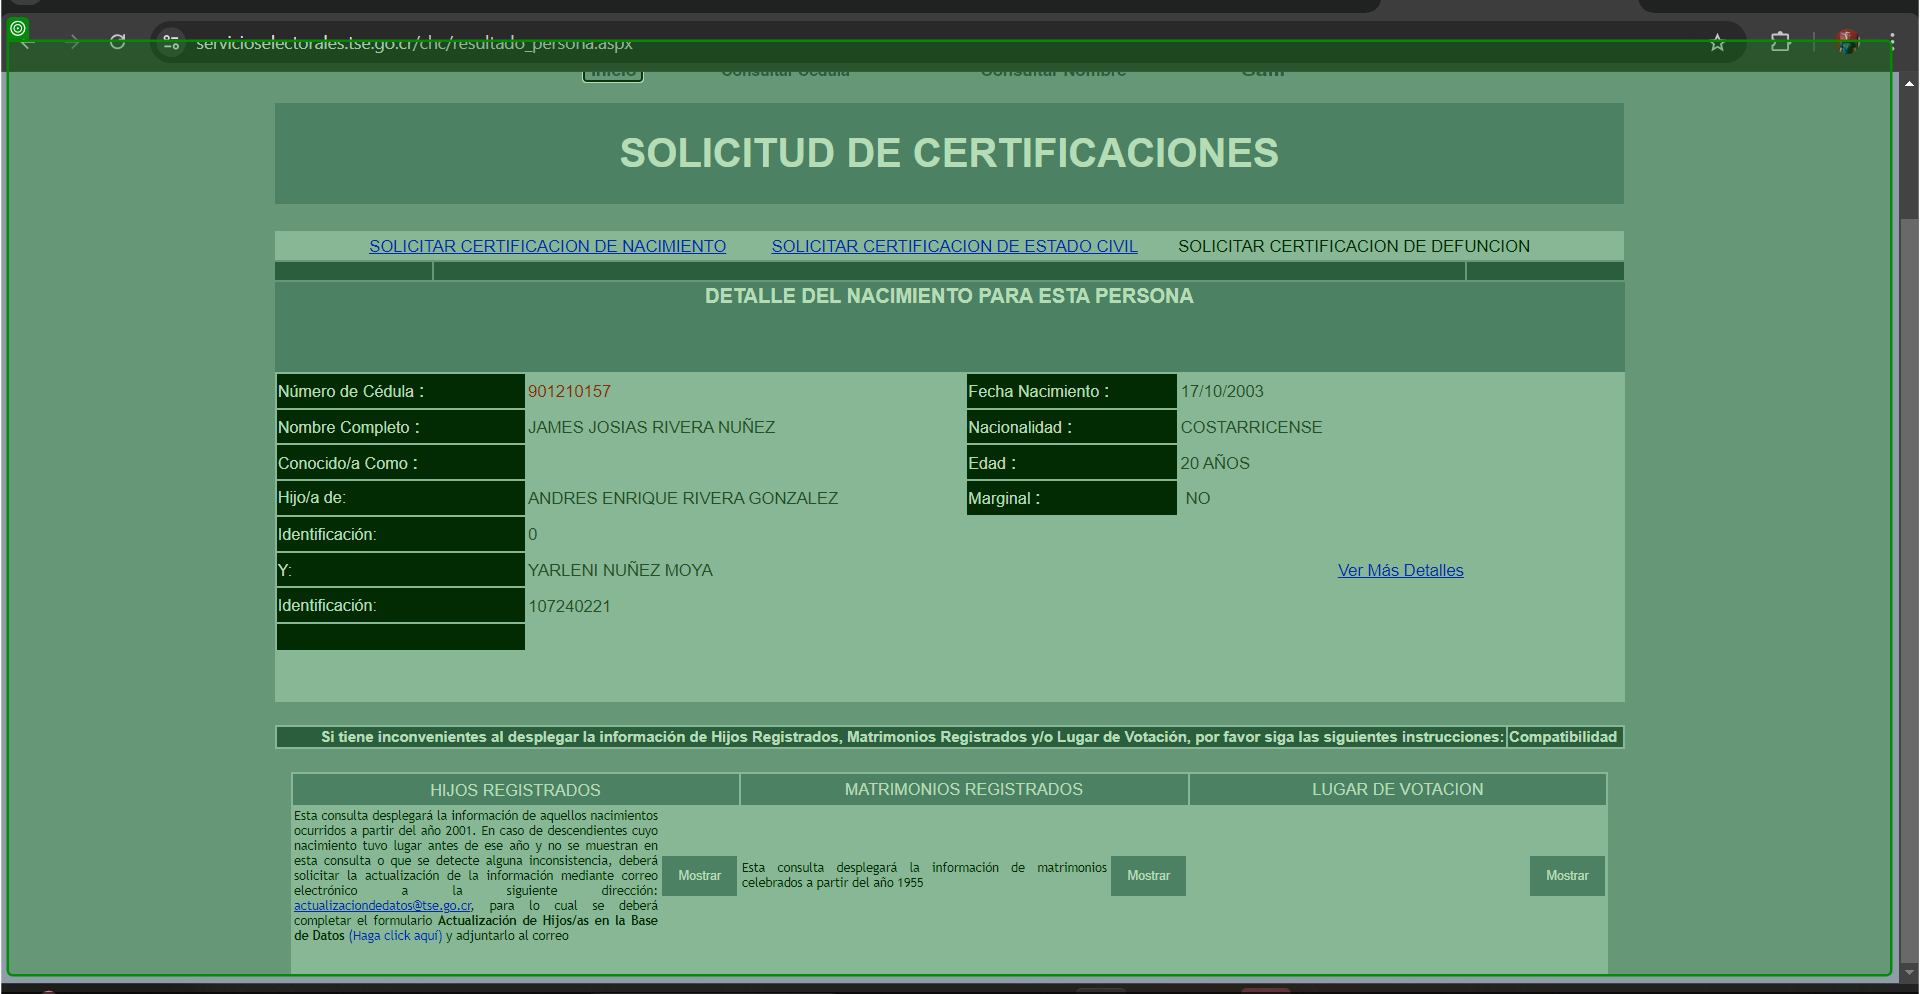 servicioselectorales.tse.go.cr/chc/resultado_persona.aspx
Inicio Consultar Cédula Consultar Nombre Salir
SOLICITUD DE CERTIFICACIONES
SOLICITAR CERTIFICACION DE NACIMIENTO SOLICITAR CERTIFICACION DE ESTADO CIVIL SOLICITAR CERTIFICACION DE DEFUNCION
DETALLE DEL NACIMIENTO PARA ESTA PERSONA
Número de Cédula : 901210157 Fecha Nacimiento : 17/10/2003
Nombre Completo : JAMES JOSIAS RIVERA NUÑEZ Nacionalidad : COSTARRICENSE
Conocido/a Como : Edad : 20 AÑOS
Hijo/a de: ANDRES ENRIQUE RIVERA GONZALEZ Marginal : NO
Identificación: 0
Y: YARLENI NUÑEZ MOYA Ver Más Detalles
Identificación: 107240221
Si tiene inconvenientes al desplegar la información de Hijos Registrados, Matrimonios Registrados y/o Lugar de Votación, por favor siga las siguientes instrucciones: Compatibilidad
HIJOS REGISTRADOS MATRIMONIOS REGISTRADOS LUGAR DE VOTACION
Esta consulta desplegará la información de aquellos nacimientos
ocurridos a partir del año 2001. En caso de descendientes cuyo
nacimiento tuvo lugar antes de ese año y no se muestran en
esta consulta o que se detecte alguna inconsistencia, deberá
solicitar la actualización de la información mediante correo
electrónico a la siguiente dirección:
actualizaciondedatos@tse.go.cr, para lo cual se deberá
completar el formulario Actualización de Hijos/as en la Base
de Datos (Haga click aquí) y adjuntarlo al correo
Mostrar
Esta consulta desplegará la información de matrimonios
celebrados a partir del año 1955
Mostrar
Mostrar